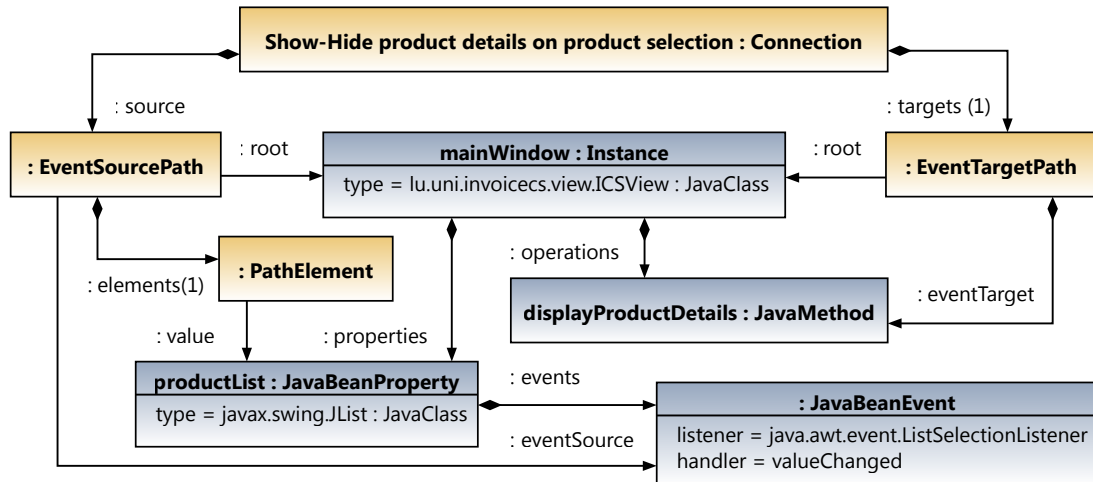 Show-Hide product details on product selection : Connection
: source
: targets (1)
: EventSourcePath
: root
mainWindow : Instance
type = lu.uni.invoicecs.view.ICSView : JavaClass
: root
: EventTargetPath
: elements(1)
: PathElement
: operations
displayProductDetails : JavaMethod
: eventTarget
: value
: properties
productList : JavaBeanProperty
type = javax.swing.JList : JavaClass
: events
: eventSource
: JavaBeanEvent
listener = java.awt.event.ListSelectionListener
handler = valueChanged